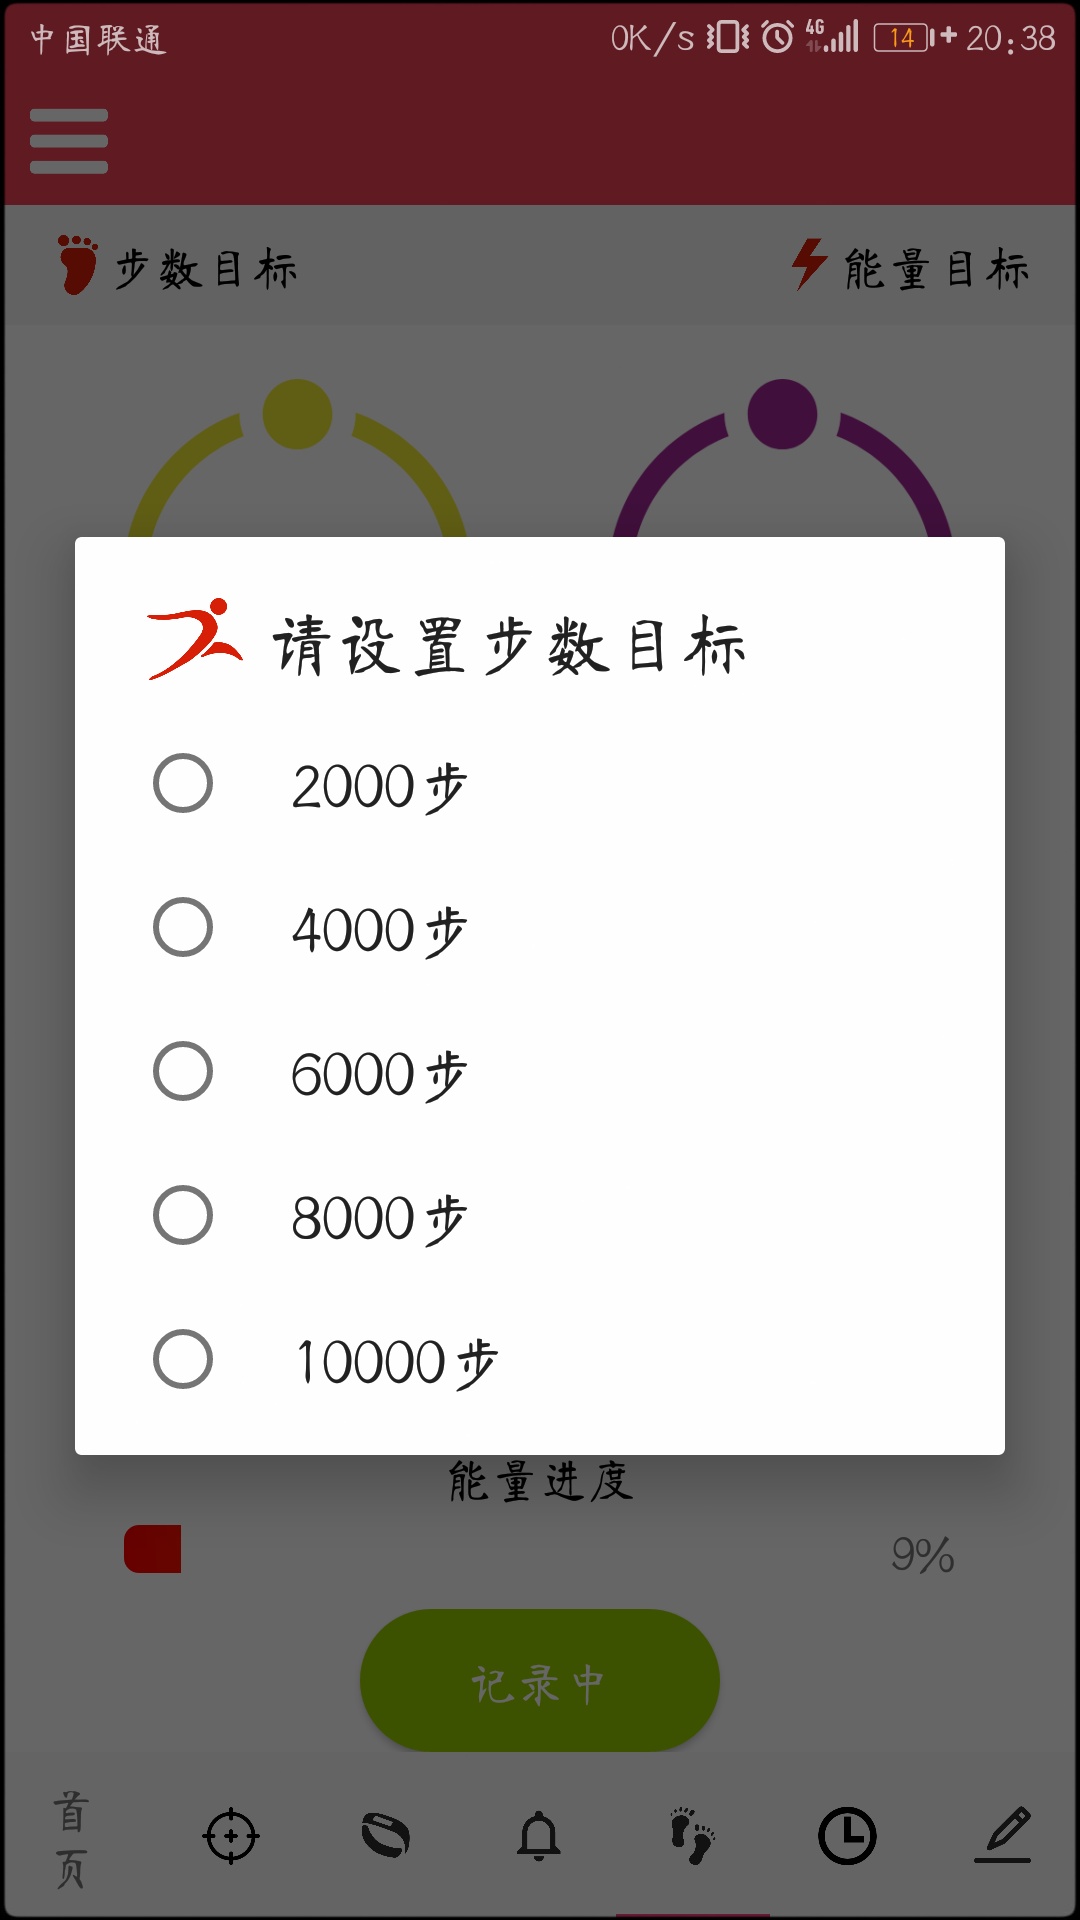 中国联通 0K/s 4G 14 20:38
步数目标 能量目标
请设置步数目标
2000步
4000步
6000步
8000步
10000步
能量进度
9%
记录中
首
页